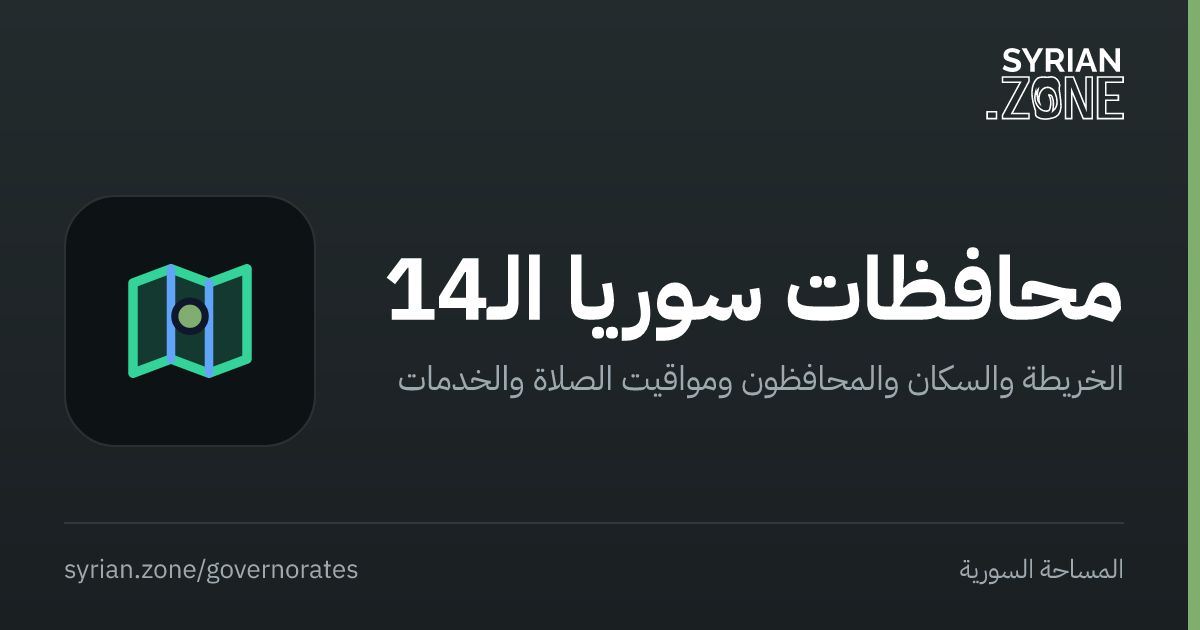 SYRIAN
.ZONE
محافظات سوريا الـ14
الخريطة والسكان والمحافظون ومواقيت الصلاة والخدمات
المساحة السورية
syrian.zone/governorates